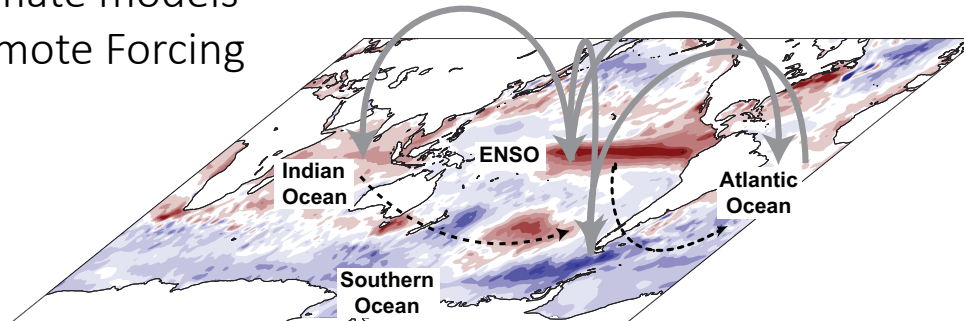 mate models
mote Forcing
ENSO
Indian
Ocean
Atlantic
Ocean
Southern
Ocean